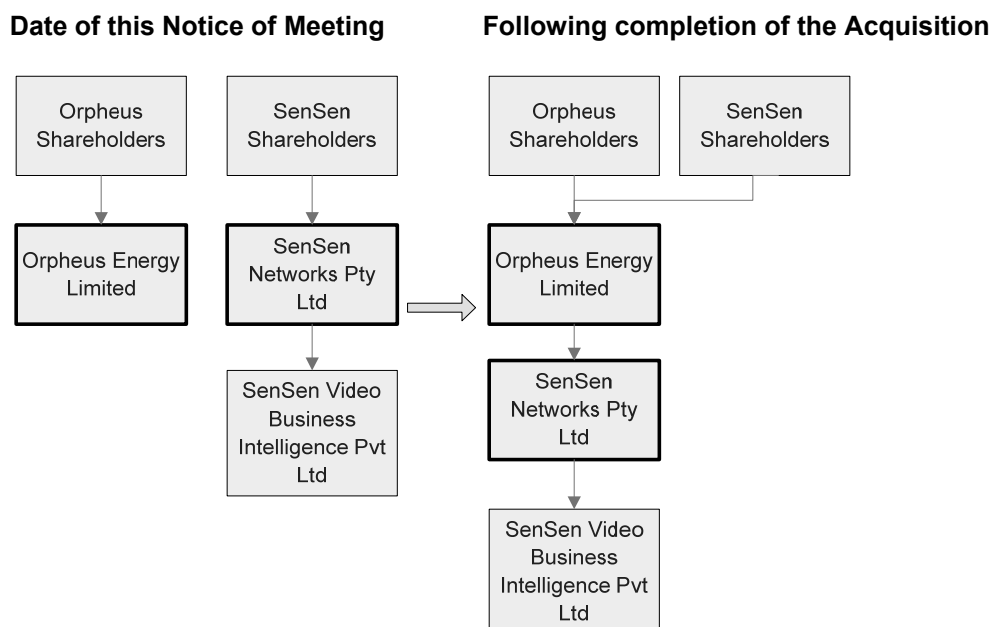 Date of this Notice of Meeting
Following completion of the Acquisition
Orpheus
Shareholders
SenSen
Shareholders
Orpheus
Shareholders
SenSen
Shareholders
Orpheus Energy
Limited
SenSen
Networks Pty
Ltd
Orpheus Energy
Limited
SenSen Video
Business
Intelligence Pvt
Ltd
SenSen
Networks Pty
Ltd
SenSen Video
Business
Intelligence Pvt
Ltd